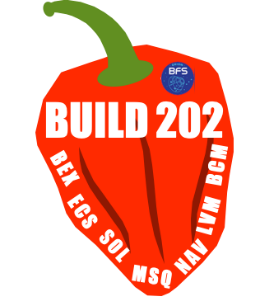 BFS
BUILD 202
BEX ECS SOL MSQ NAV LVM BCM